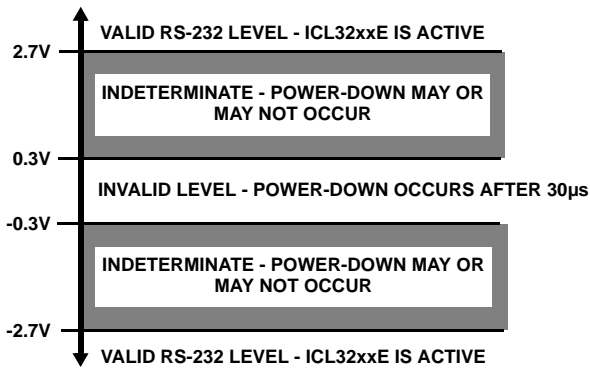 VALID RS-232 LEVEL - ICL32xxE IS ACTIVE
2.7V
INDETERMINATE - POWER-DOWN MAY OR
MAY NOT OCCUR
0.3V
INVALID LEVEL - POWER-DOWN OCCURS AFTER 30µs
-0.3V
INDETERMINATE - POWER-DOWN MAY OR
MAY NOT OCCUR
-2.7V
VALID RS-232 LEVEL - ICL32xxE IS ACTIVE